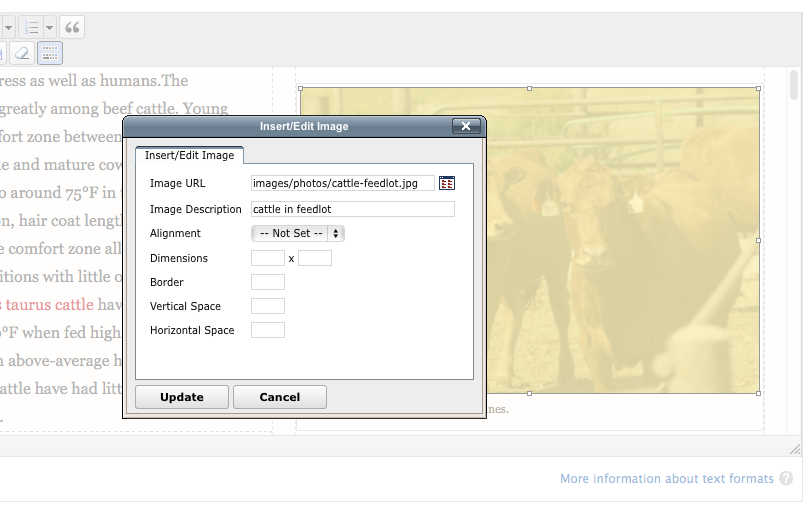 ress as well as humans.The
greatly among beef cattle. Young
fort zone between
le and mature cow
o around 75°F in
on, hair coat lengt
e comfort zone all
itions with little o
s taurus cattle hav
°F when fed high
n above-average h
attle have had litt
Insert/Edit Image
Insert/Edit Image
Image URL images/photos/cattle-feedlot.jpg
Image Description cattle in feedlot
Alignment -- Not Set --
Dimensions x
Border
Vertical Space
Horizontal Space
Update Cancel
nes.
More information about text formats ?